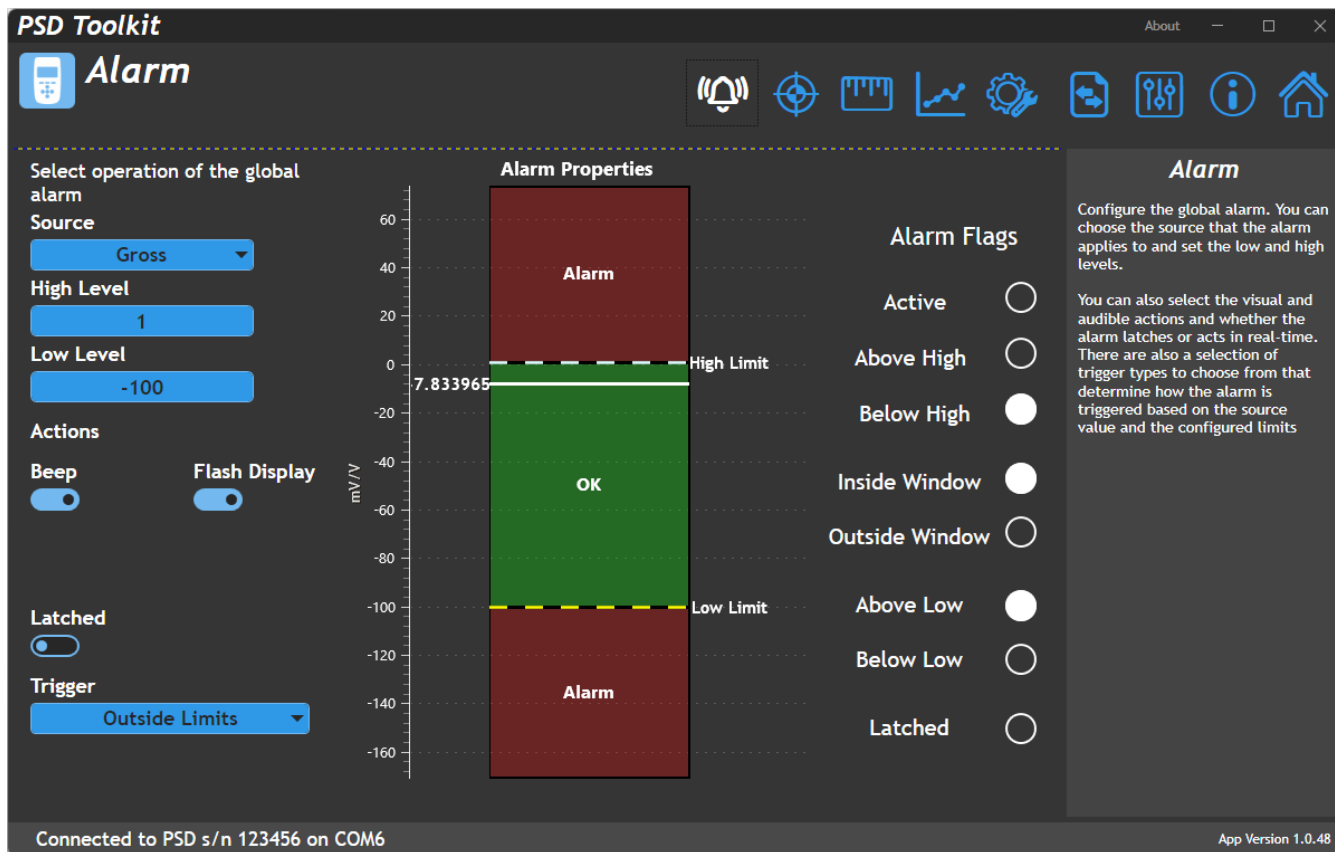 PSD Toolkit
About
Alarm
Select operation of the global
alarm
Source
Gross
High Level
1
Low Level
-100
Actions
Beep
Flash Display
Latched
Trigger
Outside Limits
Alarm Properties
mV/V
60
40
20
0
-20
-40
-60
-80
-100
-120
-140
-160
Alarm
High Limit
-7.833965
OK
Low Limit
Alarm
Alarm Flags
Active
Above High
Below High
Inside Window
Outside Window
Above Low
Below Low
Latched
Alarm
Configure the global alarm. You can
choose the source that the alarm
applies to and set the low and high
levels.
You can also select the visual and
audible actions and whether the
alarm latches or acts in real-time.
There are also a selection of
trigger types to choose from that
determine how the alarm is
triggered based on the source
value and the configured limits
Connected to PSD s/n 123456 on COM6
App Version 1.0.48